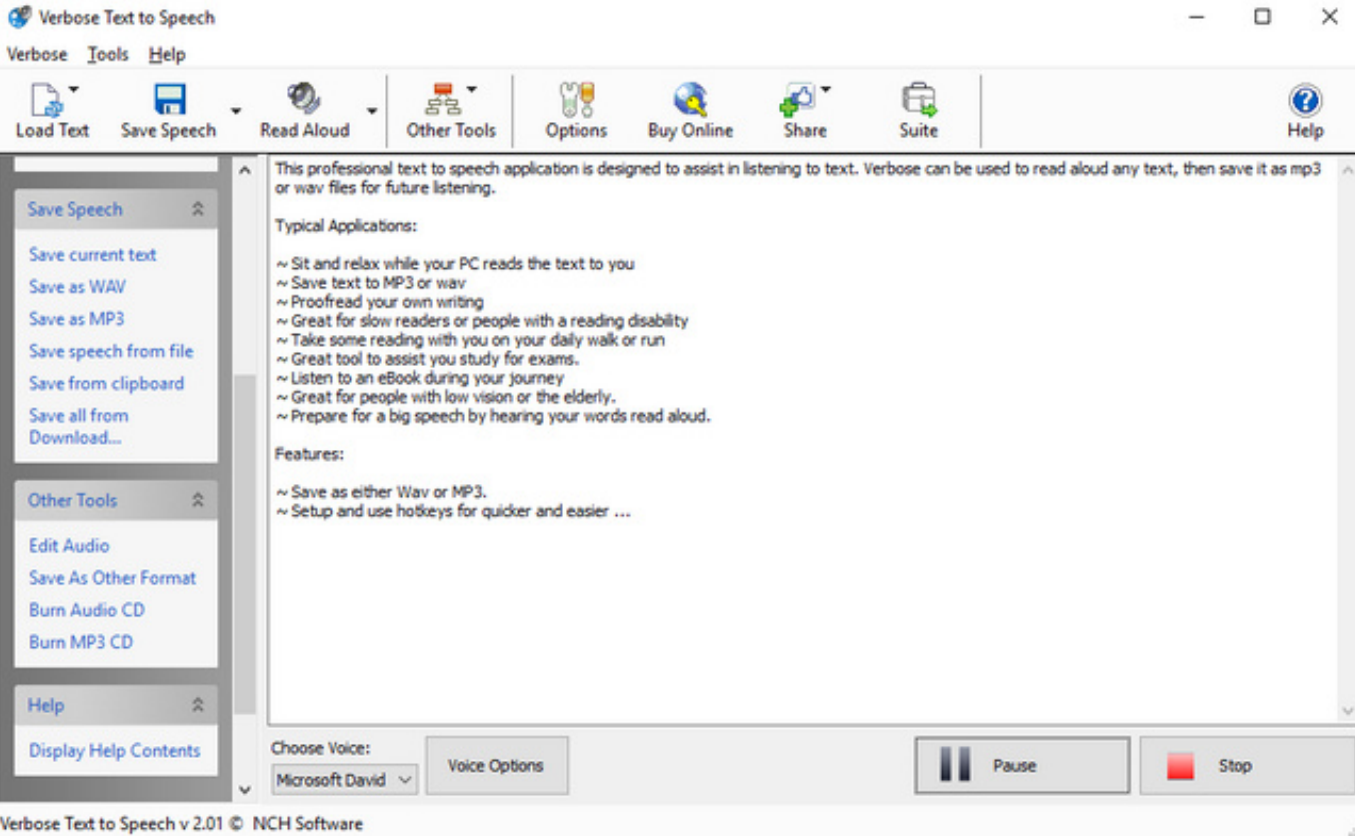 Verbose Text to Speech
Verbose Tools Help
Load Text Save Speech Read Aloud Other Tools Options Buy Online Share Suite Help
Save Speech
Save current text
Save as WAV
Save as MP3
Save speech from file
Save from clipboard
Save all from
Download...
Other Tools
Edit Audio
Save As Other Format
Burn Audio CD
Burn MP3 CD
Help
Display Help Contents
This professional text to speech application is designed to assist in listening to text. Verbose can be used to read aloud any text, then save it as mp3
or wav files for future listening.
Typical Applications:
~ Sit and relax while your PC reads the text to you
~ Save text to MP3 or wav
~ Proofread your own writing
~ Great for slow readers or people with a reading disability
~ Take some reading with you on your daily walk or run
~ Great tool to assist you study for exams.
~ Listen to an eBook during your journey
~ Great for people with low vision or the elderly.
~ Prepare for a big speech by hearing your words read aloud.
Features:
~ Save as either Wav or MP3.
~ Setup and use hotkeys for quicker and easier ...
Choose Voice:
Microsoft David
Voice Options
Pause
Stop
Verbose Text to Speech v 2.01 © NCH Software